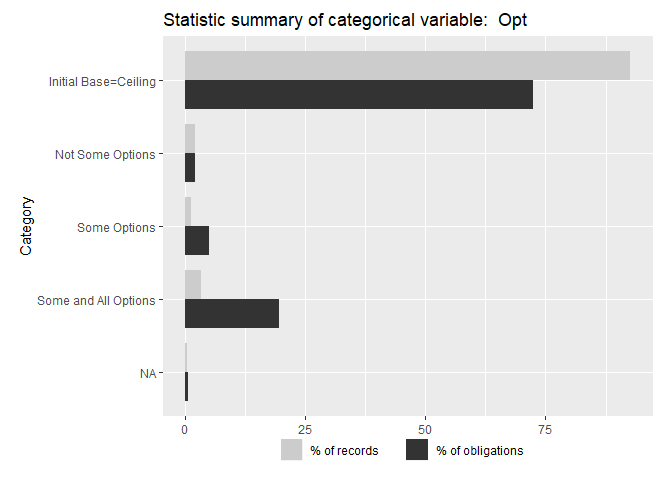 Statistic summary of categorical variable:  Opt
Category
Initial Base=Ceiling
Not Some Options
Some Options
Some and All Options
NA
0 25 50 75
% of records % of obligations